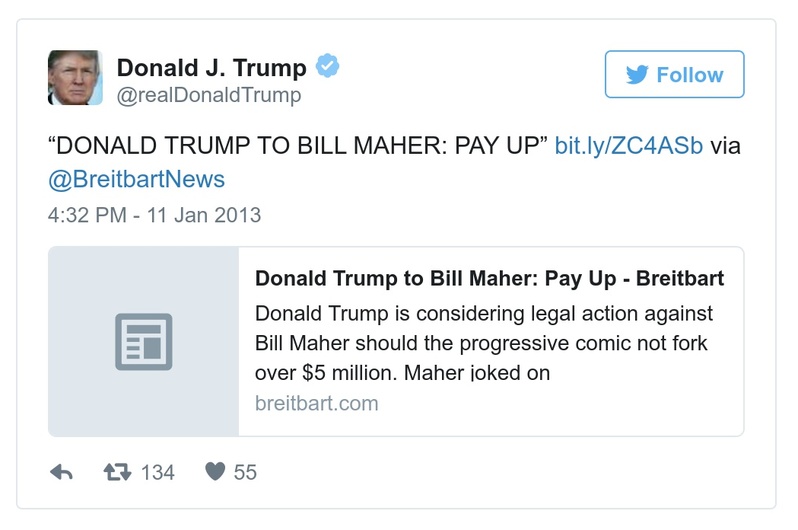 Donald J. Trump
@realDonaldTrump
Follow
“DONALD TRUMP TO BILL MAHER: PAY UP” bit.ly/ZC4ASb via
@BreitbartNews
4:32 PM - 11 Jan 2013
Donald Trump to Bill Maher: Pay Up - Breitbart
Donald Trump is considering legal action against
Bill Maher should the progressive comic not fork
over $5 million. Maher joked on
breitbart.com
134
55